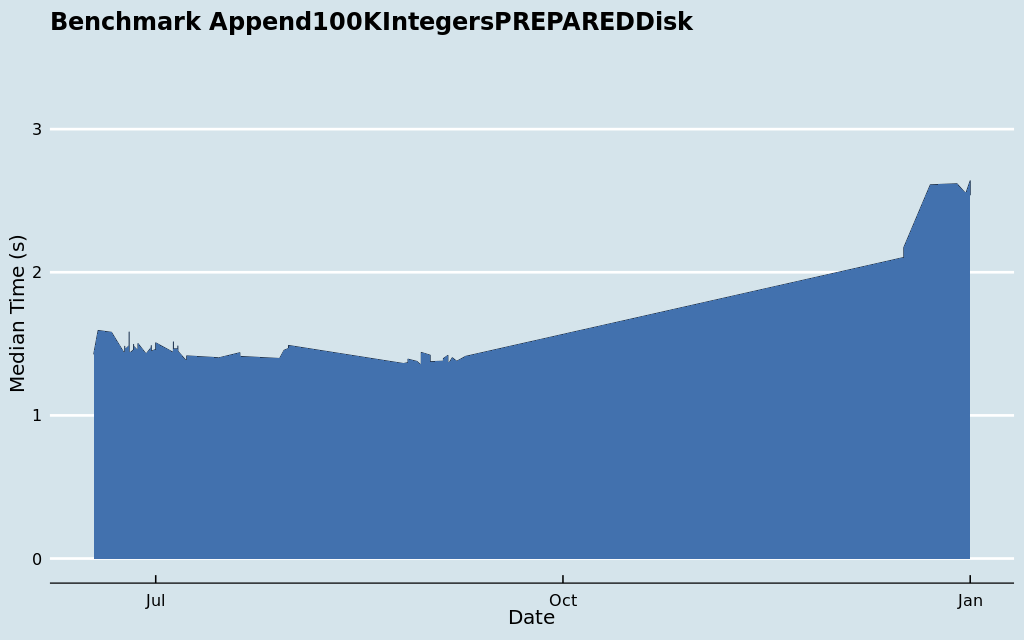 Benchmark Append100KIntegersPREPAREDDisk
3
2
1
0
Median Time (s)
Jul
Oct
Jan
Date